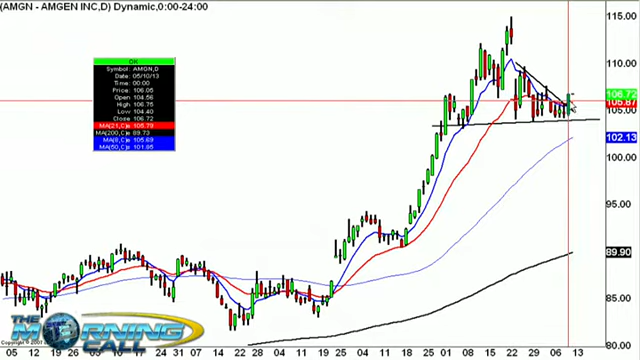 (AMGN - AMGEN INC,D) Dynamic,0:00-24:00
OK
Symbol: AMGN,D
Date: 05/10/13
Time: 00:00
Price: 106.05
Open 104.56
High 106.75
Low 104.40
Close 106.72
MA(21,C)e 105.79
MA(200,C)e 89.73
MA(8,C)e 105.69
MA(50,C)e 101.95
115.00
110.00
106.72
105.87
105.00
102.13
100.00
89.90
85.00
80.00
05 12 19 26 03 10 17 24 31 07 14 22 28 04 11 19 25 04 11 18 25 01 08 15 22 29 06 13
THE MORNING CALL